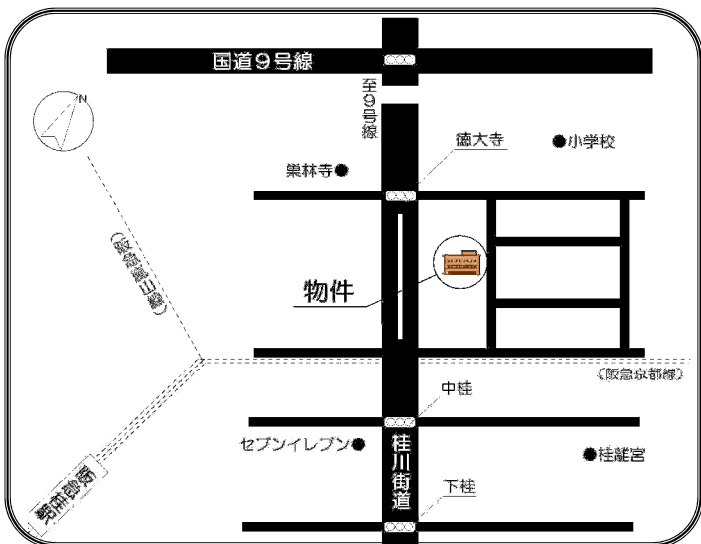 国道９号線
至９号線
N
徳大寺
小学校
巣林寺
(阪急嵐山線)
物件
(阪急京都線)
中桂
セブンイレブン
桂川街道
桂離宮
下桂
阪急桂駅